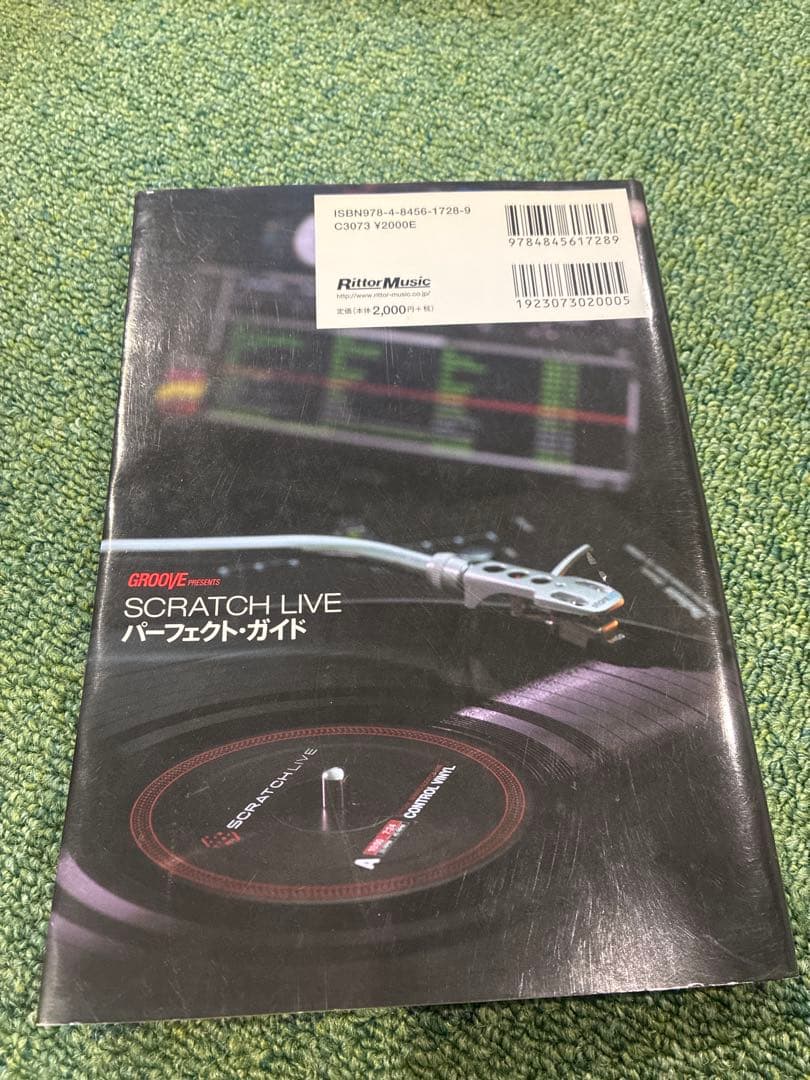 ISBN978-4-8456-1728-9
C3073 ¥2000E
9784845617289
RittorMusic
http://www.rittor-music.co.jp/
定価(本体2,000円+税)
1923073020005
GROOVE PRESENTS
SCRATCH LIVE
パーフェクト・ガイド
SCRATCH LIVE
A
CONTROL VINYL